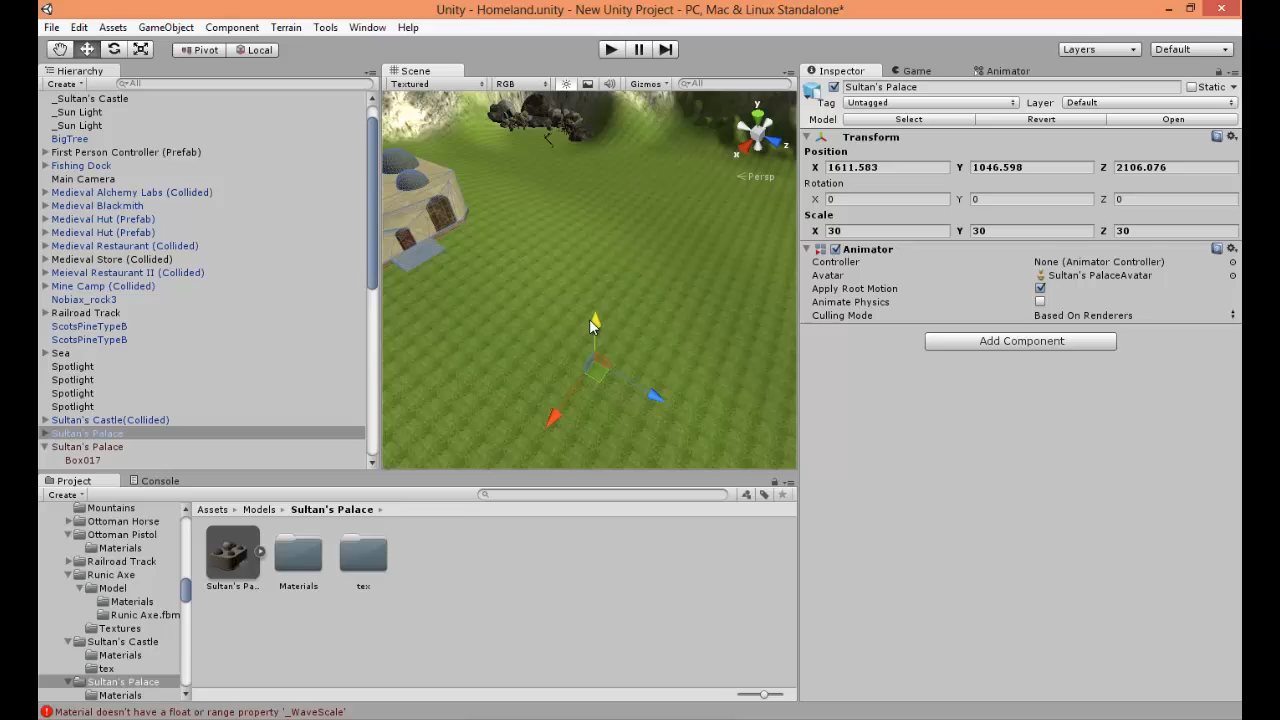 Unity - Homeland.unity - New Unity Project - PC, Mac & Linux Standalone*
File Edit Assets GameObject Component Terrain Tools Window Help
Pivot Local Layers Default
Hierarchy
Create All
_Sultan's Castle
_Sun Light
_Sun Light
BigTree
First Person Controller (Prefab)
Fishing Dock
Main Camera
Medieval Alchemy Labs (Collided)
Medieval Blackmith
Medieval Hut (Prefab)
Medieval Hut (Prefab)
Medieval Restaurant (Collided)
Medieval Store (Collided)
Meieval Restaurant II (Collided)
Mine Camp (Collided)
Nobiax_rock3
Railroad Track
ScotsPineTypeB
ScotsPineTypeB
Sea
Spotlight
Spotlight
Spotlight
Spotlight
Sultan's Castle(Collided)
Sultan's Palace
Sultan's Palace
Box017
Scene
Textured RGB Gizmos All
y
x z
Persp
Inspector Game Animator
Sultan's Palace Static
Tag Untagged Layer Default
Model Select Revert Open
Transform
Position
X 1611.583 Y 1046.598 Z 2106.076
Rotation
X 0 Y 0 Z 0
Scale
X 30 Y 30 Z 30
Animator
Controller None (Animator Controller)
Avatar Sultan's PalaceAvatar
Apply Root Motion
Animate Physics
Culling Mode Based On Renderers
Add Component
Project Console
Create
Mountains
Ottoman Horse
Ottoman Pistol
Materials
Railroad Track
Runic Axe
Model
Materials
Runic Axe.fbm
Textures
Sultan's Castle
Materials
tex
Sultan's Palace
Materials
Assets Models Sultan's Palace
Sultan's Pa... Materials tex
Material doesn't have a float or range property '_WaveScale'